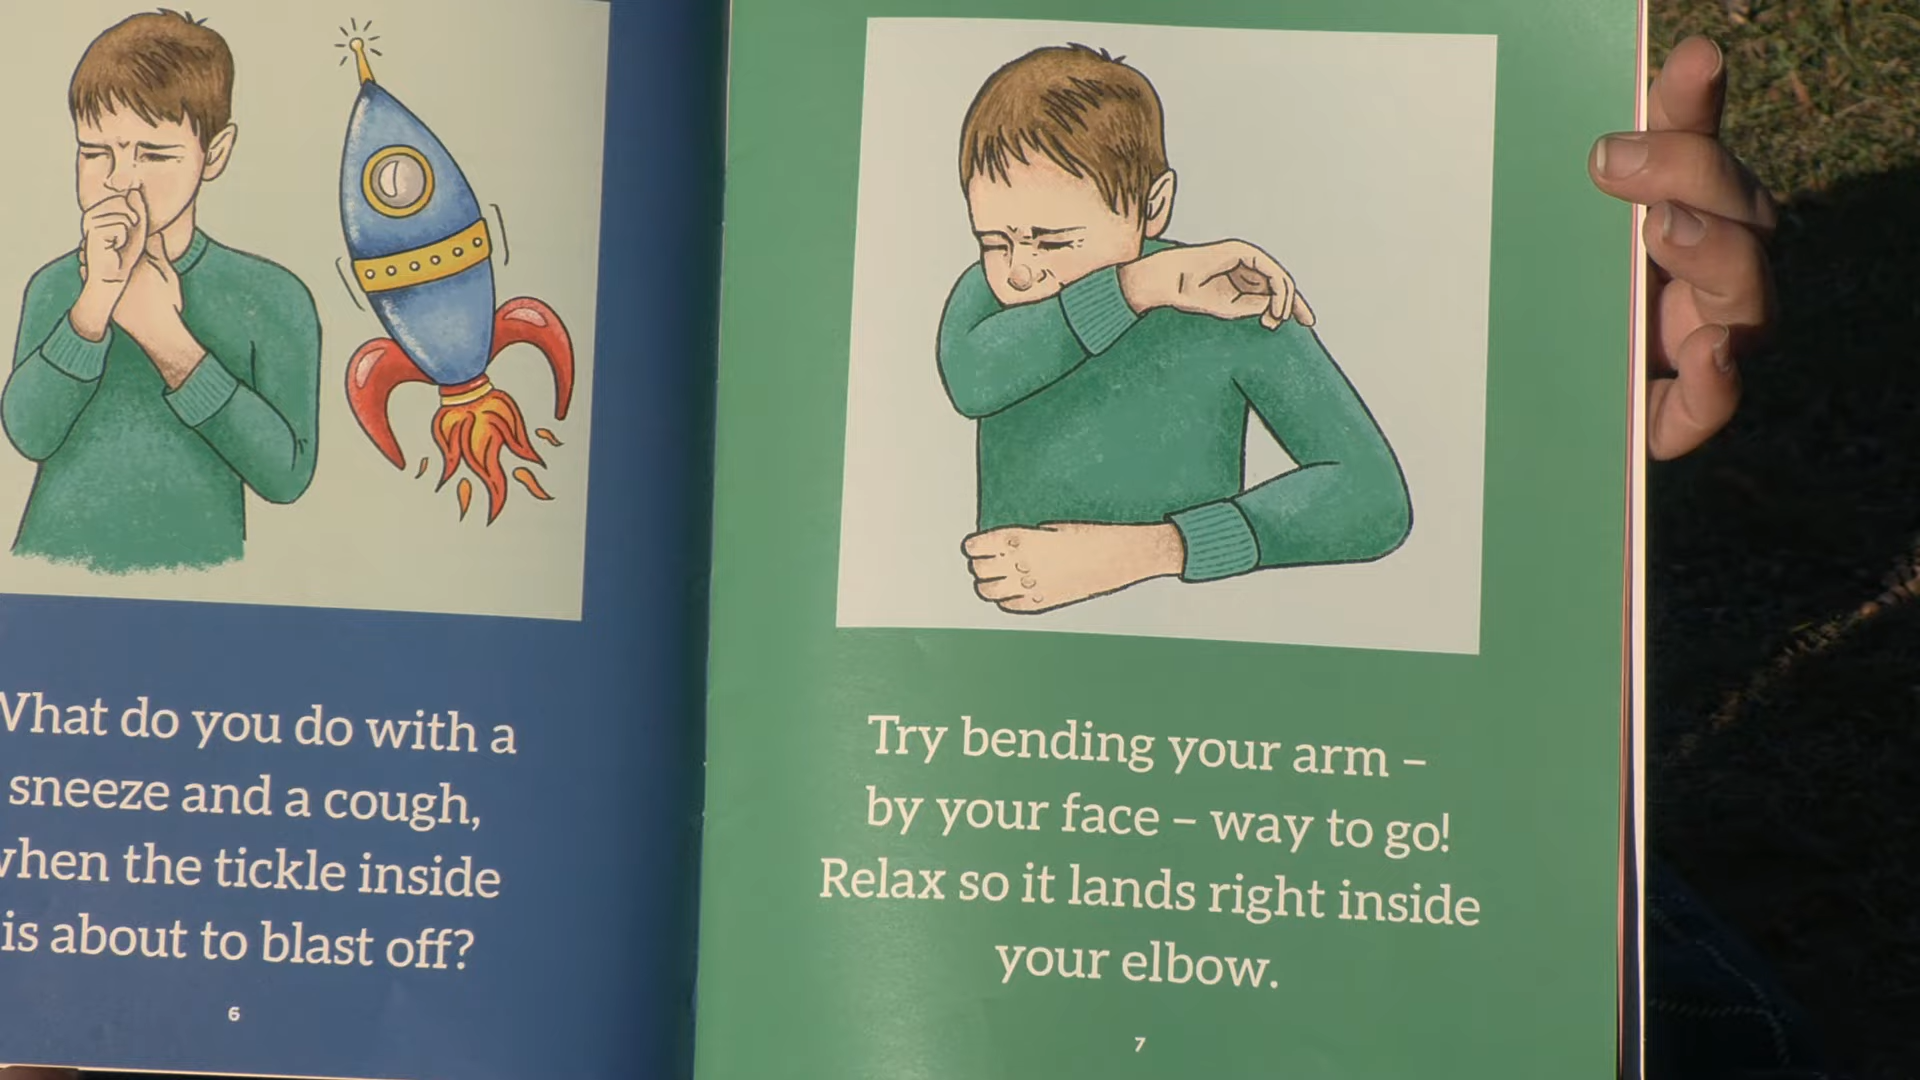 What do you do with a
sneeze and a cough,
when the tickle inside
is about to blast off?
6
Try bending your arm –
by your face – way to go!
Relax so it lands right inside
your elbow.
7